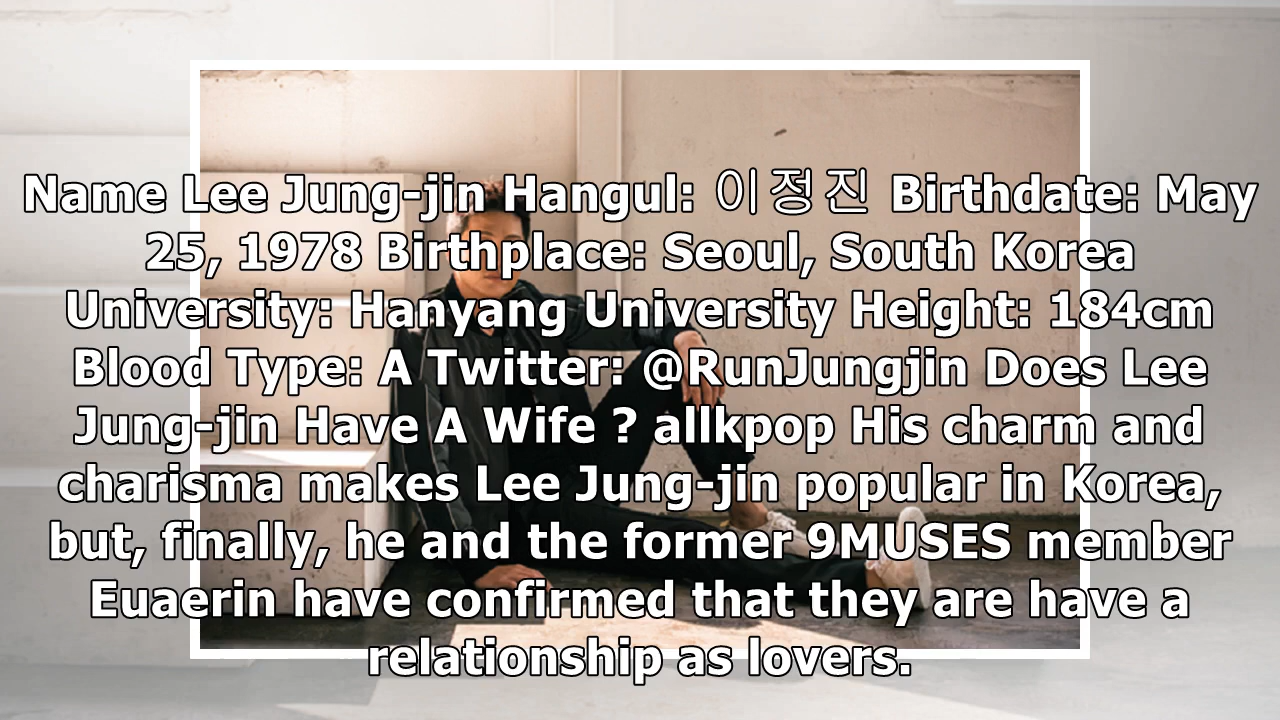 Name Lee Jung-jin Hangul: 이정진 Birthdate: May
25, 1978 Birthplace: Seoul, South Korea
University: Hanyang University Height: 184cm
Blood Type: A Twitter: @RunJungjin Does Lee
Jung-jin Have A Wife ? allkpop His charm and
charisma makes Lee Jung-jin popular in Korea,
but, finally, he and the former 9MUSES member
Euaerin have confirmed that they are have a
relationship as lovers.